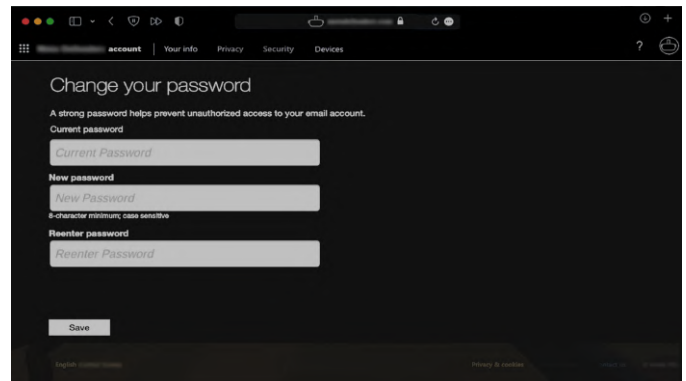 account Your info Privacy Security Devices ?
Change your password
A strong password helps prevent unauthorized access to your email account.
Current password
Current Password
New password
New Password
8-character minimum; case sensitive
Reenter password
Reenter Password
Save
English
Privacy & cookies